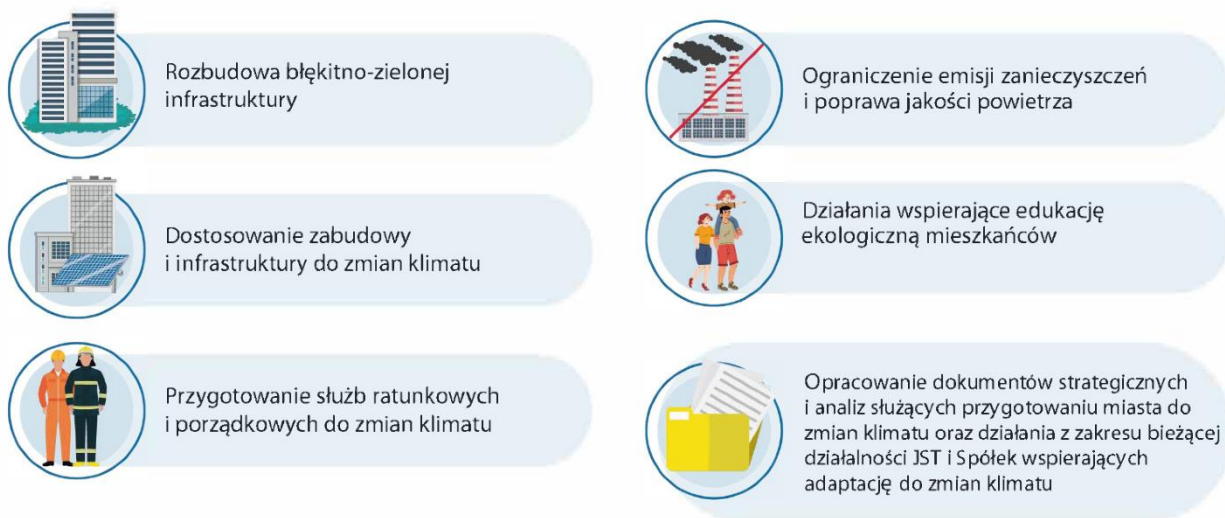 Rozbudowa błękitno-zielonej
infrastruktury
Dostosowanie zabudowy
i infrastruktury do zmian klimatu
Przygotowanie służb ratunkowych
i porządkowych do zmian klimatu
Ograniczenie emisji zanieczyszczeń
i poprawa jakości powietrza
Działania wspierające edukację
ekologiczną mieszkańców
Opracowanie dokumentów strategicznych
i analiz służących przygotowaniu miasta do
zmian klimatu oraz działania z zakresu bieżącej
działalności JST i Spółek wspierających
adaptację do zmian klimatu